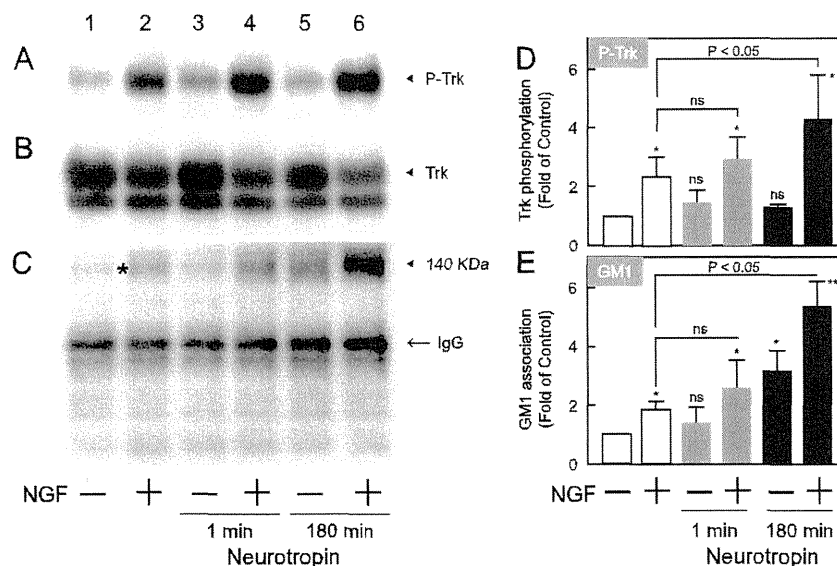 1 2 3 4 5 6
A
P-Trk
B
Trk
C
*
140 KDa
IgG
NGF − + − + − +
1 min 180 min
Neurotropin
D
P-Trk
P < 0.05
ns
* ns * ns *
6
4
2
0
Trk phosphorylation
(Fold of Control)
E
GM1
P < 0.05
ns
* ns * * **
6
4
2
0
GM1 association
(Fold of Control)
NGF − + − + − +
1 min 180 min
Neurotropin